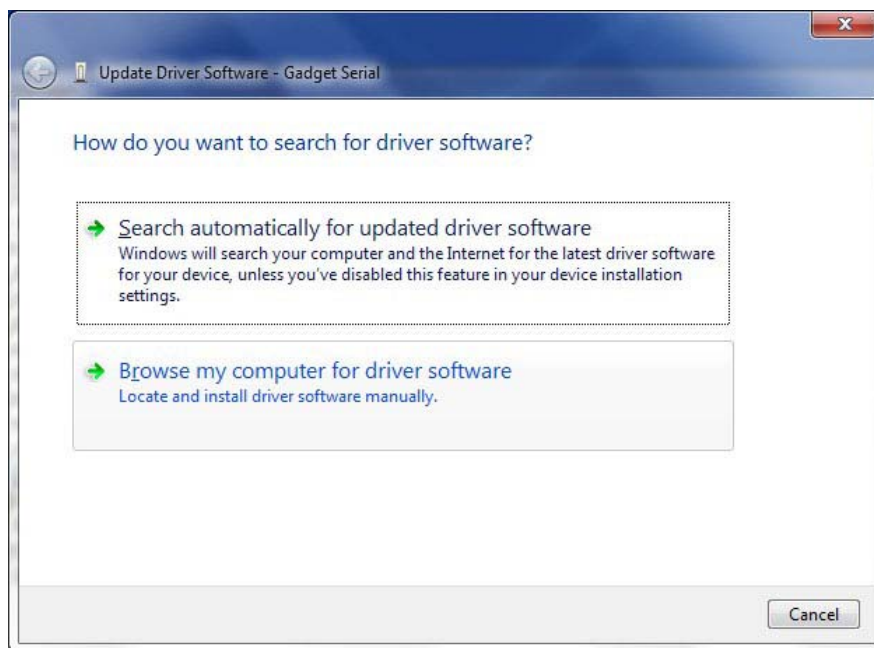 Update Driver Software - Gadget Serial
How do you want to search for driver software?
Search automatically for updated driver software
Windows will search your computer and the Internet for the latest driver software
for your device, unless you've disabled this feature in your device installation
settings.
Browse my computer for driver software
Locate and install driver software manually.
Cancel